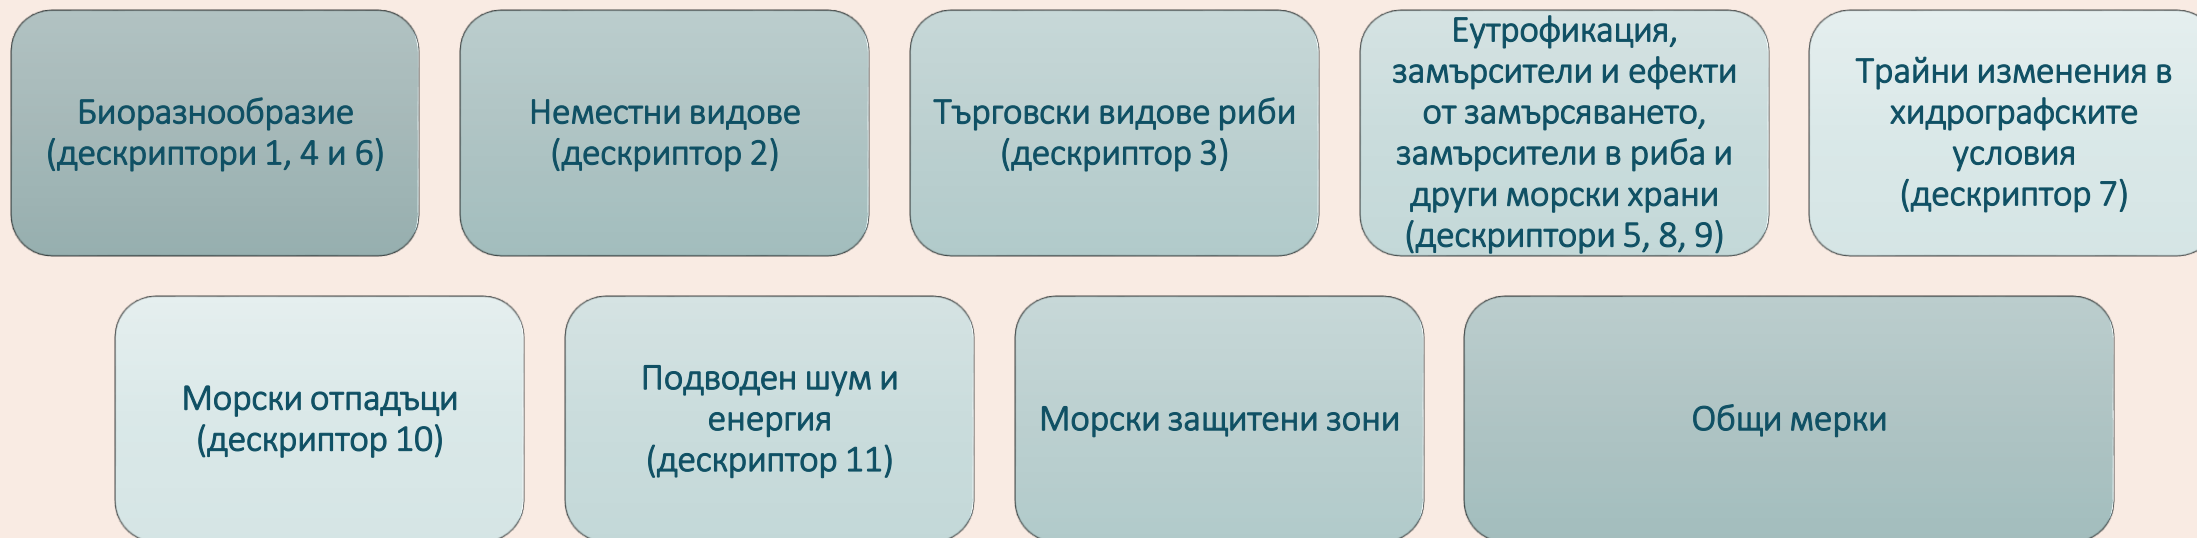 Биоразнообразие
(дескриптори 1, 4 и 6)
Неместни видове
(дескриптор 2)
Търговски видове риби
(дескриптор 3)
Еутрофикация,
замърсители и ефекти
от замърсяването,
замърсители в риба и
други морски храни
(дескриптори 5, 8, 9)
Трайни изменения в
хидрографските
условия
(дескриптор 7)
Морски отпадъци
(дескриптор 10)
Подводен шум и
енергия
(дескриптор 11)
Морски защитени зони
Общи мерки